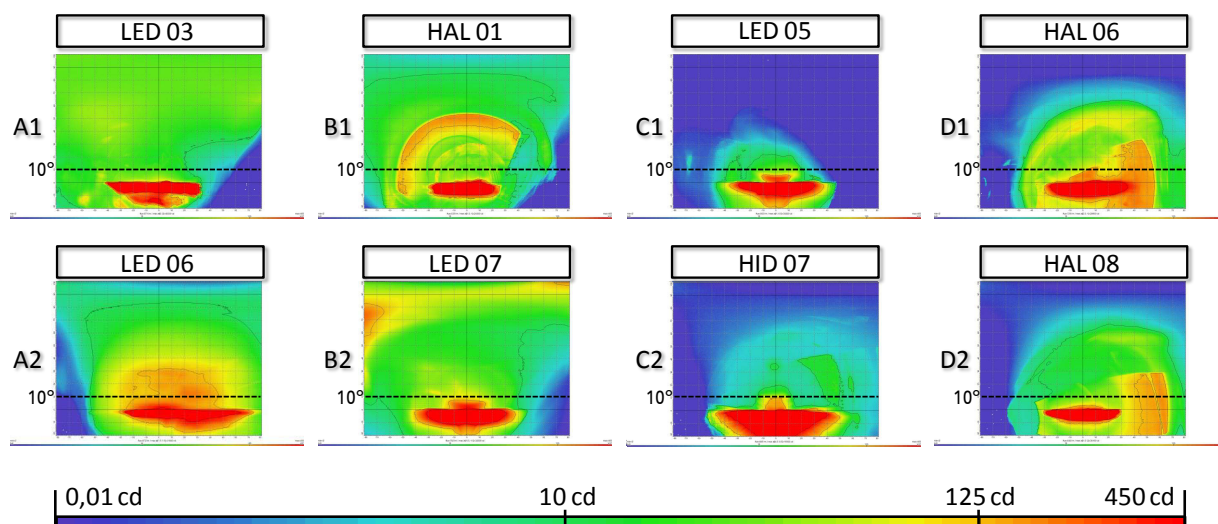 LED 03
HAL 01
LED 05
HAL 06
A1
B1
C1
D1
10°
10°
10°
10°
LED 06
LED 07
HID 07
HAL 08
A2
B2
C2
D2
10°
10°
10°
10°
0,01 cd
10 cd
125 cd
450 cd